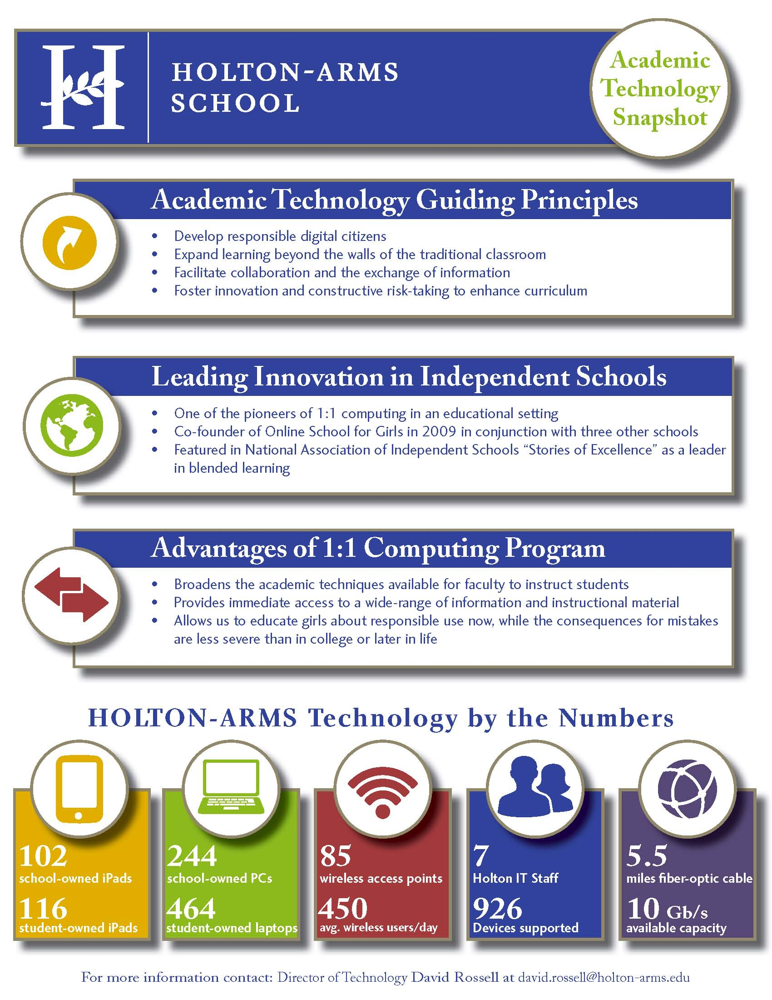 H
HOLTON-ARMS
SCHOOL
Academic
Technology
Snapshot
Academic Technology Guiding Principles
• Develop responsible digital citizens
• Expand learning beyond the walls of the traditional classroom
• Facilitate collaboration and the exchange of information
• Foster innovation and constructive risk-taking to enhance curriculum
Leading Innovation in Independent Schools
• One of the pioneers of 1:1 computing in an educational setting
• Co-founder of Online School for Girls in 2009 in conjunction with three other schools
• Featured in National Association of Independent Schools “Stories of Excellence” as a leader
in blended learning
Advantages of 1:1 Computing Program
• Broadens the academic techniques available for faculty to instruct students
• Provides immediate access to a wide-range of information and instructional material
• Allows us to educate girls about responsible use now, while the consequences for mistakes
are less severe than in college or later in life
HOLTON-ARMS Technology by the Numbers
102
school-owned iPads
116
student-owned iPads
244
school-owned PCs
464
student-owned laptops
85
wireless access points
450
avg. wireless users/day
7
Holton IT Staff
926
Devices supported
5.5
miles fiber-optic cable
10 Gb/s
available capacity
For more information contact: Director of Technology David Rossell at david.rossell@holton-arms.edu